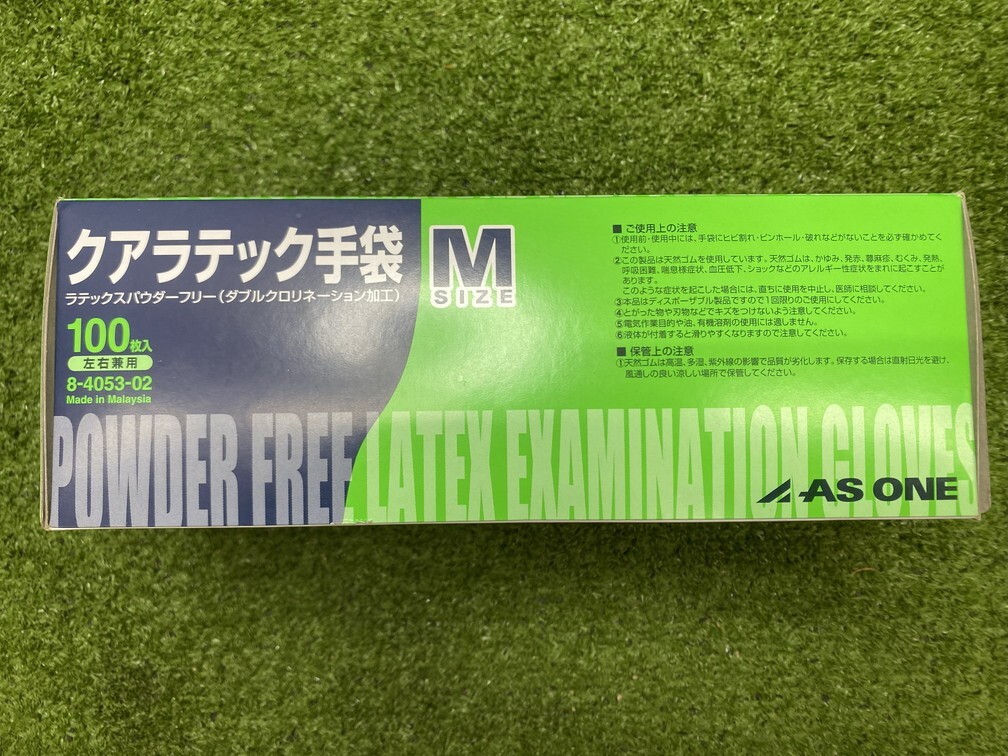 クアラテック手袋
ラテックスパウダーフリー(ダブルクロリネーション加工)
100枚入
左右兼用
8-4053-02
Made in Malaysia
M
SIZE
■ ご使用上の注意
①使用前・使用中には、手袋にヒビ割れ・ピンホール・破れなどがないことを必ず確かめてく
ださい。
②この製品は天然ゴムを使用しています。天然ゴムは、かゆみ、発赤、蕁麻疹、むくみ、発熱、
呼吸困難、喘息様症状、血圧低下、ショックなどのアレルギー性症状をまれに起こすことが
あります。
このような症状を起こした場合には、直ちに使用を中止し、医師に相談してください。
③本品はディスポーザブル製品ですので1回限りのご使用にしてください。
④とがった物や刃物などでキズをつけないよう注意してください。
⑤電気作業目的や油、有機溶剤の使用には適しません。
⑥液体が付着すると滑りやすくなりますので注意してください。
■ 保管上の注意
①天然ゴムは高温、多湿、紫外線の影響で品質が劣化します。保存する場合は直射日光を避け、
風通しの良い涼しい場所で保管してください。
POWDER FREE LATEX EXAMINATION GLOVES
AS ONE